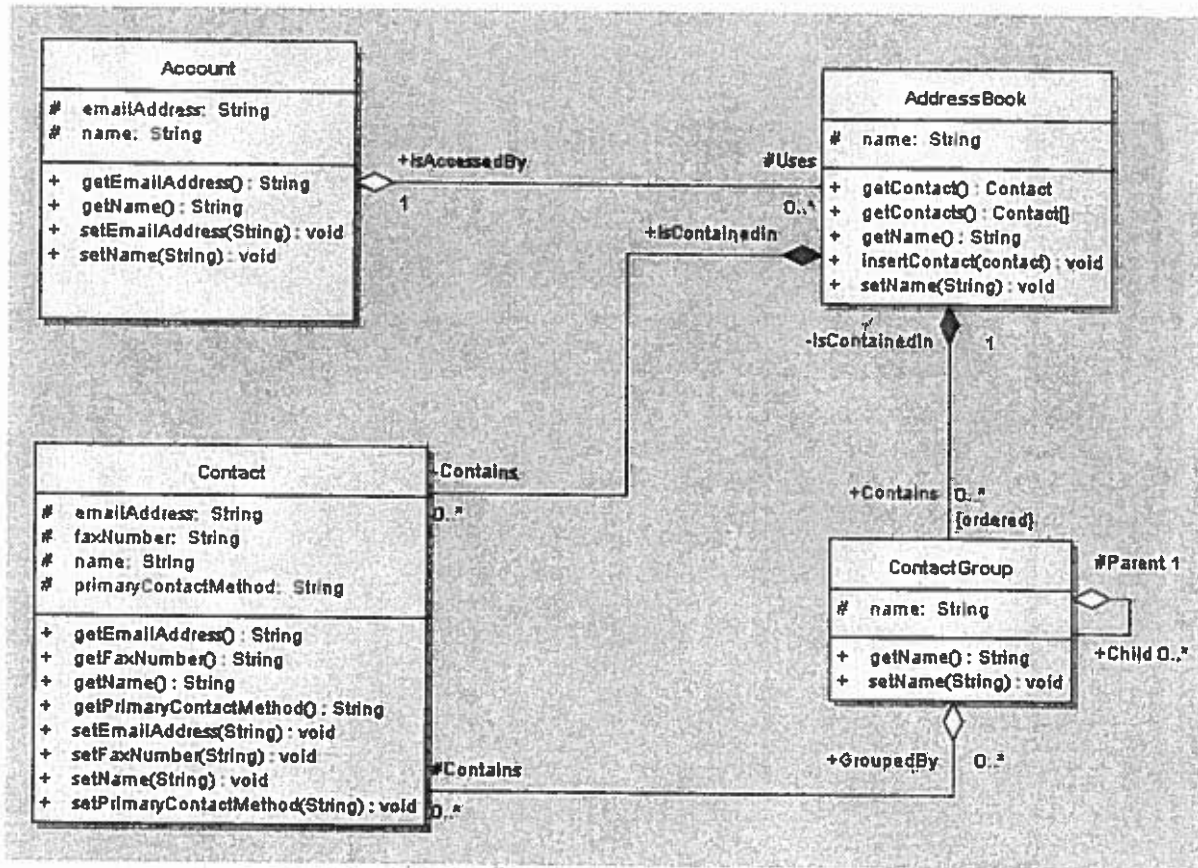 Account
# emailAddress: String
# name: String
+ getEmailAddress() : String
+ getName() : String
+ setEmailAddress(String) : void
+ setName(String) : void
+IsAccessedBy
1
#Uses
0..*
AddressBook
# name: String
+ getContact() : Contact
+ getContacts() : Contact[]
+ getName() : String
+ insertContact(contact) : void
+ setName(String) : void
+IsContainedIn
-IsContainedIn
1
Contact
# emailAddress: String
# faxNumber: String
# name: String
# primaryContactMethod: String
+ getEmailAddress() : String
+ getFaxNumber() : String
+ getName() : String
+ getPrimaryContactMethod() : String
+ setEmailAddress(String) : void
+ setFaxNumber(String) : void
+ setName(String) : void
+ setPrimaryContactMethod(String) : void
-Contains
0..*
+Contains 0..*
{ordered}
ContactGroup
# name: String
+ getName() : String
+ setName(String) : void
#Parent 1
+Child 0..*
+GroupedBy 0..*
#Contains
0..*